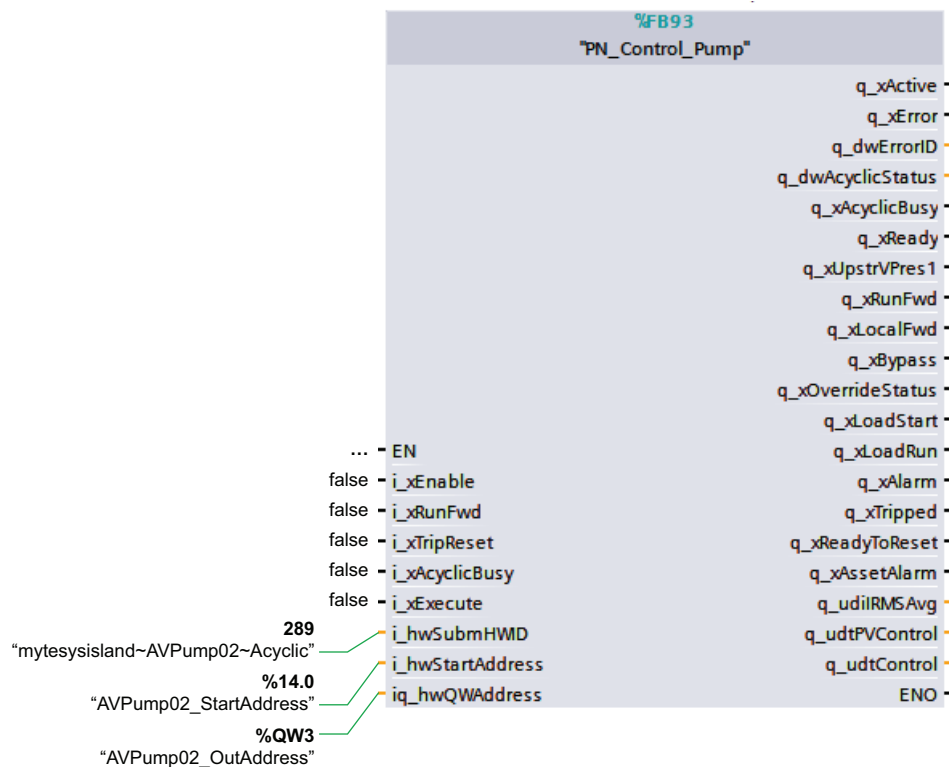 %FB93
"PN_Control_Pump"
q_xActive
q_xError
q_dwErrorID
q_dwAcyclicStatus
q_xAcyclicBusy
q_xReady
q_xUpstrVPres1
q_xRunFwd
q_xLocalFwd
q_xBypass
q_xOverrideStatus
q_xLoadStart
... EN q_xLoadRun
false i_xEnable q_xAlarm
false i_xRunFwd q_xTripped
false i_xTripReset q_xReadyToReset
false i_xAcyclicBusy q_xAssetAlarm
false i_xExecute q_udiIRMSAvg
289 i_hwSubmHWID q_udtPVControl
“mytesysisland~AVPump02~Acyclic”
i_hwStartAddress q_udtControl
%14.0
“AVPump02_StartAddress”
iq_hwQWAddress ENO
%QW3
“AVPump02_OutAddress”